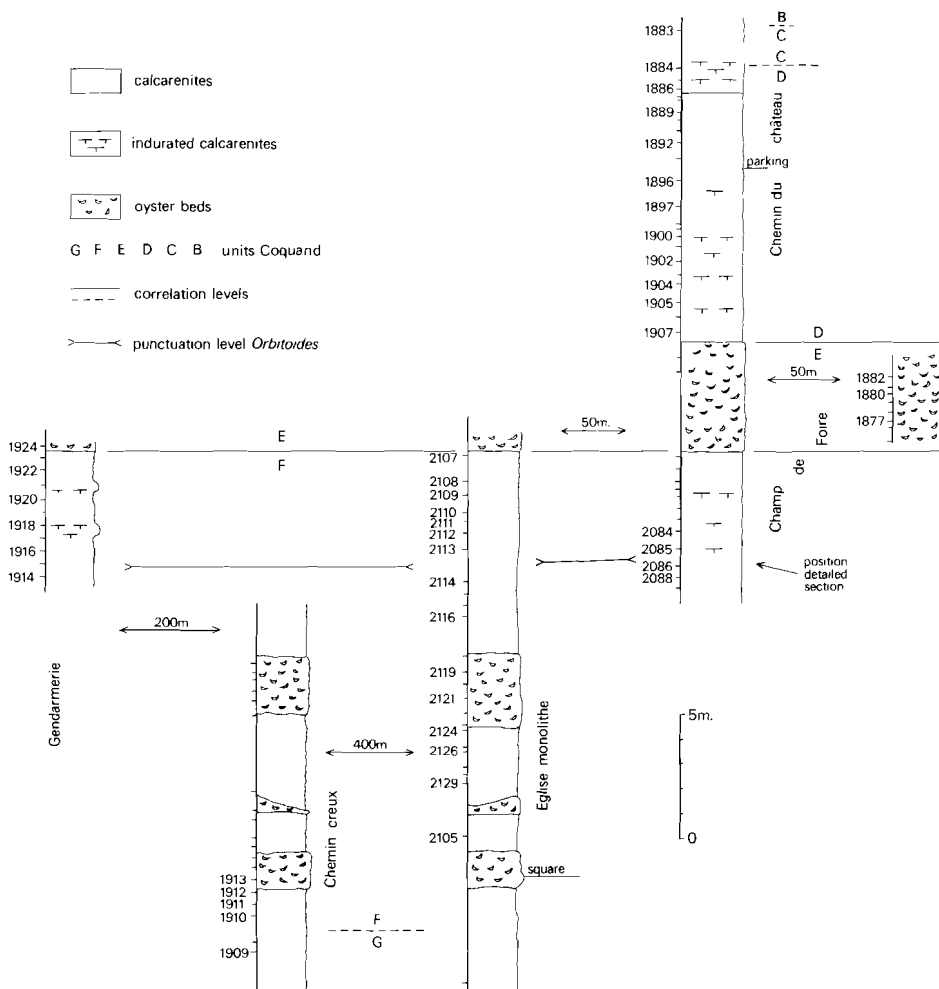 calcarenites
indurated calcarenites
oyster beds
G F E D C B units Coquand
correlation levels
punctuation level Orbitoides
1883
1884
1886
1889
1892
1896
1897
1900
1902
1904
1905
1907
B
C
C
D
parking
Chemin du château
D
E
50m
1882
1880
1877
Champ de Foire
2084
2085
2086
2088
position
detailed
section
1924
1922
1920
1918
1916
1914
Gendarmerie
E
F
200m
50m.
2107
2108
2109
2110
2111
2112
2113
2114
2116
2119
2121
2124
2126
2129
2105
Eglise monolithe
square
400m
Chemin creux
1913
1912
1911
1910
1909
F
G
5m.
0